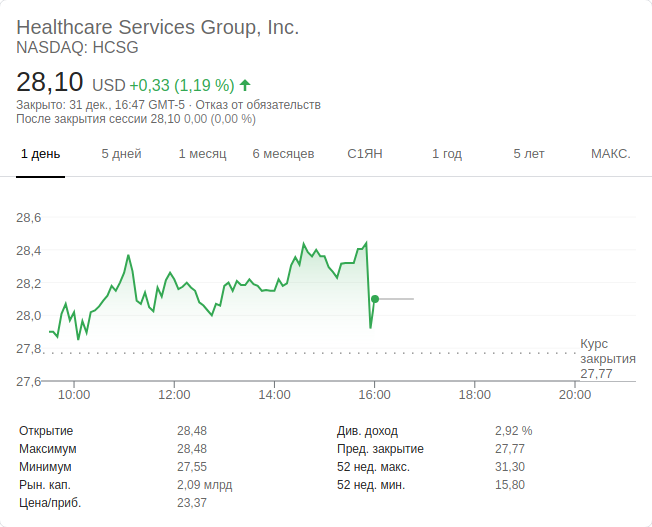 Healthcare Services Group, Inc.
NASDAQ: HCSG
28,10 USD +0,33 (1,19 %)
Закрыто: 31 дек., 16:47 GMT-5 · Отказ от обязательств
После закрытия сессии 28,10 0,00 (0,00 %)
1 день 5 дней 1 месяц 6 месяцев С1ЯН 1 год 5 лет МАКС.
28,6
28,4
28,2
28,0
27,8
27,6
Курс
закрытия
27,77
10:00 12:00 14:00 16:00 18:00 20:00
Открытие 28,48 Див. доход 2,92 %
Максимум 28,48 Пред. закрытие 27,77
Минимум 27,55 52 нед. макс. 31,30
Рын. кап. 2,09 млрд 52 нед. мин. 15,80
Цена/приб. 23,37